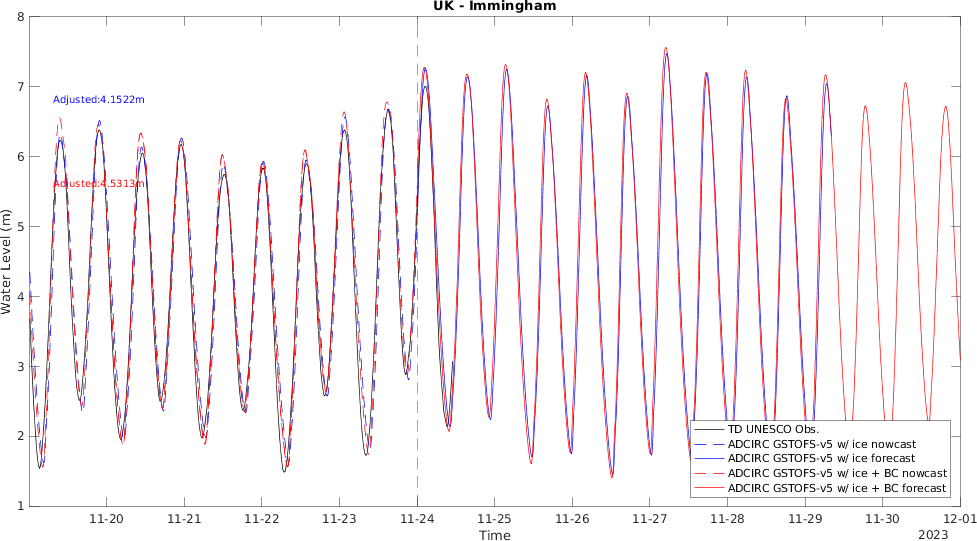 UK - Immingham
8
7
6
5
4
3
2
1
Water Level (m)
Adjusted:4.1522m
Adjusted:4.5313m
TD UNESCO Obs.
ADCIRC GSTOFS-v5 w/ ice nowcast
ADCIRC GSTOFS-v5 w/ ice forecast
ADCIRC GSTOFS-v5 w/ ice + BC nowcast
ADCIRC GSTOFS-v5 w/ ice + BC forecast
11-20 11-21 11-22 11-23 11-24 11-25 11-26 11-27 11-28 11-29 11-30 12-01
Time
2023